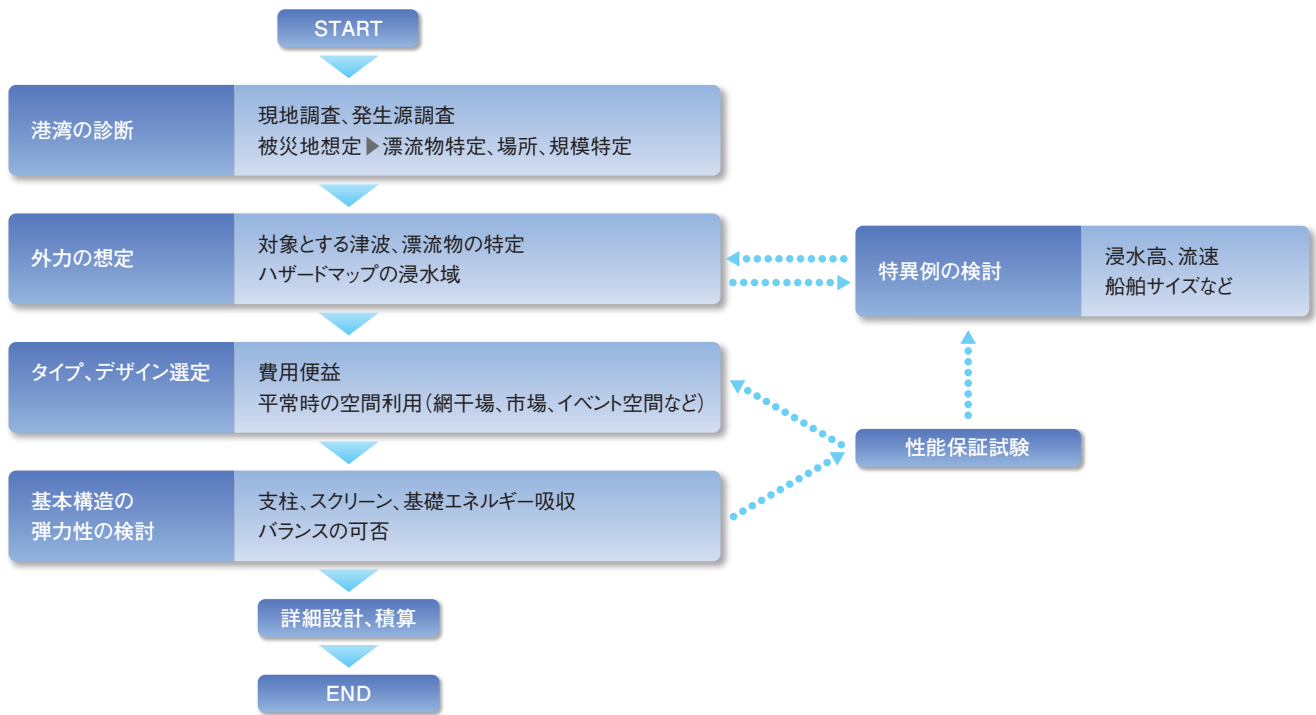 START
港湾の診断
現地調査、発生源調査
被災地想定▶漂流物特定、場所、規模特定
外力の想定
対象とする津波、漂流物の特定
ハザードマップの浸水域
特異例の検討
浸水高、流速
船舶サイズなど
タイプ、デザイン選定
費用便益
平常時の空間利用（網干場、市場、イベント空間など）
性能保証試験
基本構造の
弾力性の検討
支柱、スクリーン、基礎エネルギー吸収
バランスの可否
詳細設計、積算
END